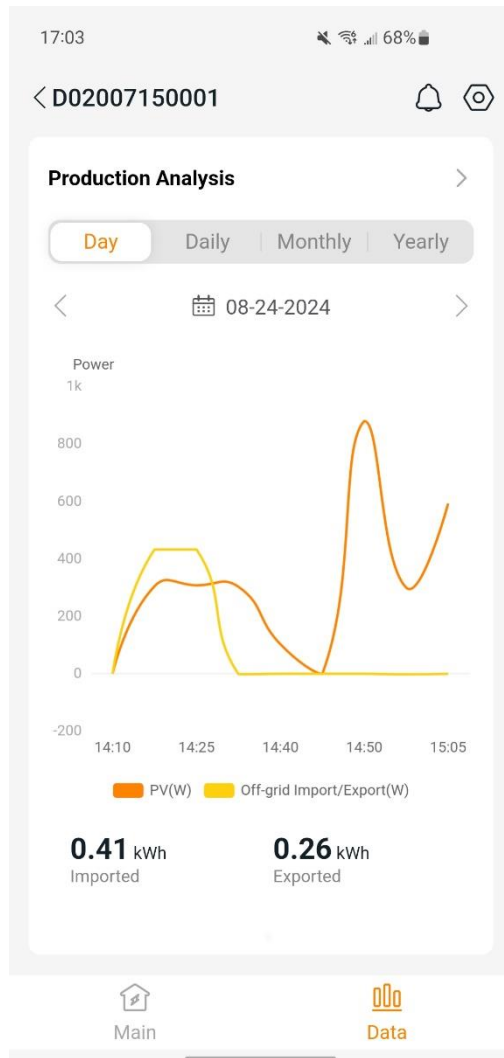 17:03 68%
D02007150001
Production Analysis
Day Daily Monthly Yearly
08-24-2024
Power
1k
800
600
400
200
0
-200
14:10 14:25 14:40 14:50 15:05
PV(W) Off-grid Import/Export(W)
0.41 kWh 0.26 kWh
Imported Exported
Main Data